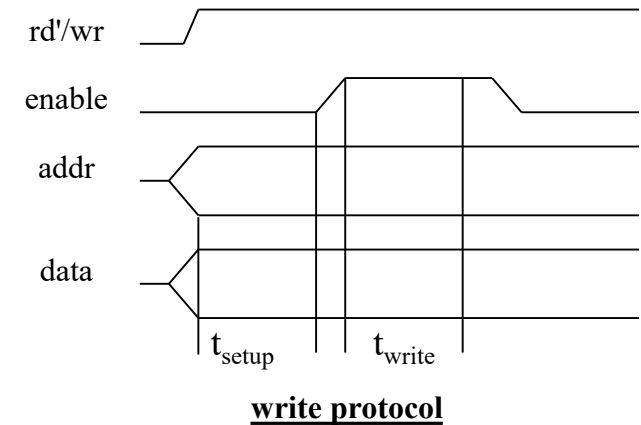 rd'/wr
enable
addr
data
tsetup twrite
write protocol